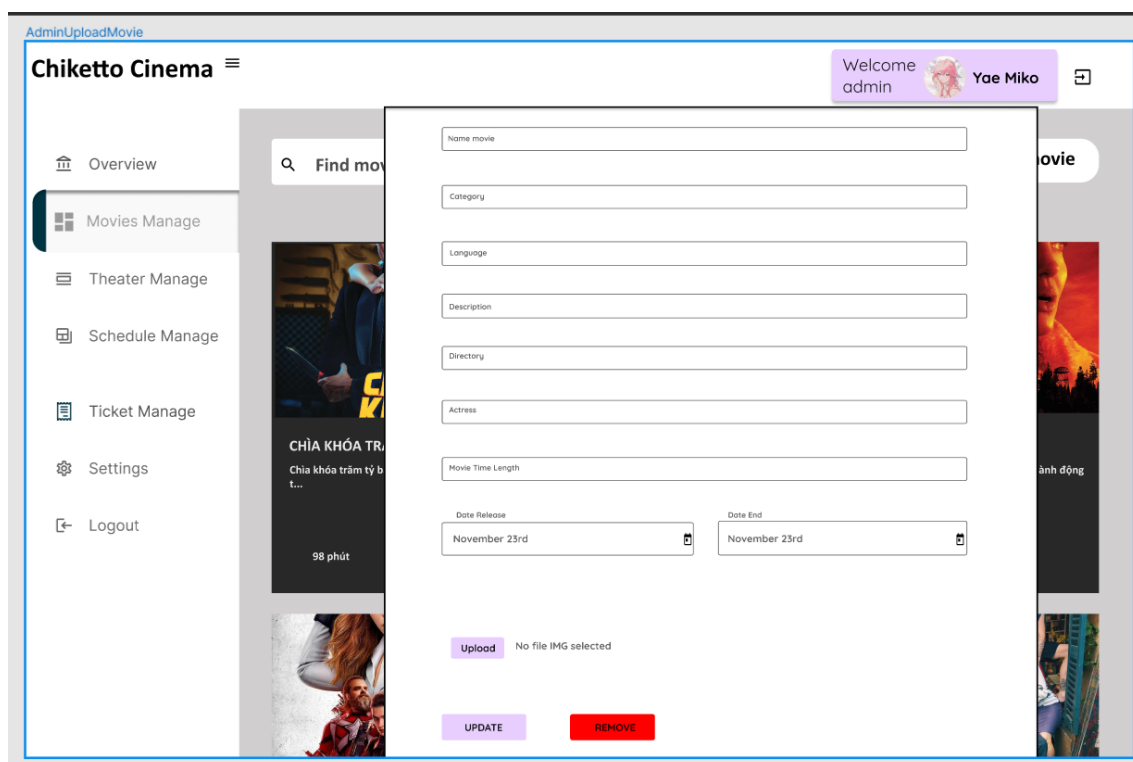 AdminUploadMovie
Chiketto Cinema
Welcome
admin
Yae Miko
Overview
Movies Manage
Theater Manage
Schedule Manage
Ticket Manage
Settings
Logout
Find mov
ovie
CHÌA KHÓA TRĂ
Chìa khóa trăm tỷ b
t...
98 phút
ành động
Name movie
Category
Language
Description
Directory
Actress
Movie Time Length
Date Release
Date End
November 23rd
November 23rd
Upload
No file IMG selected
UPDATE
REMOVE